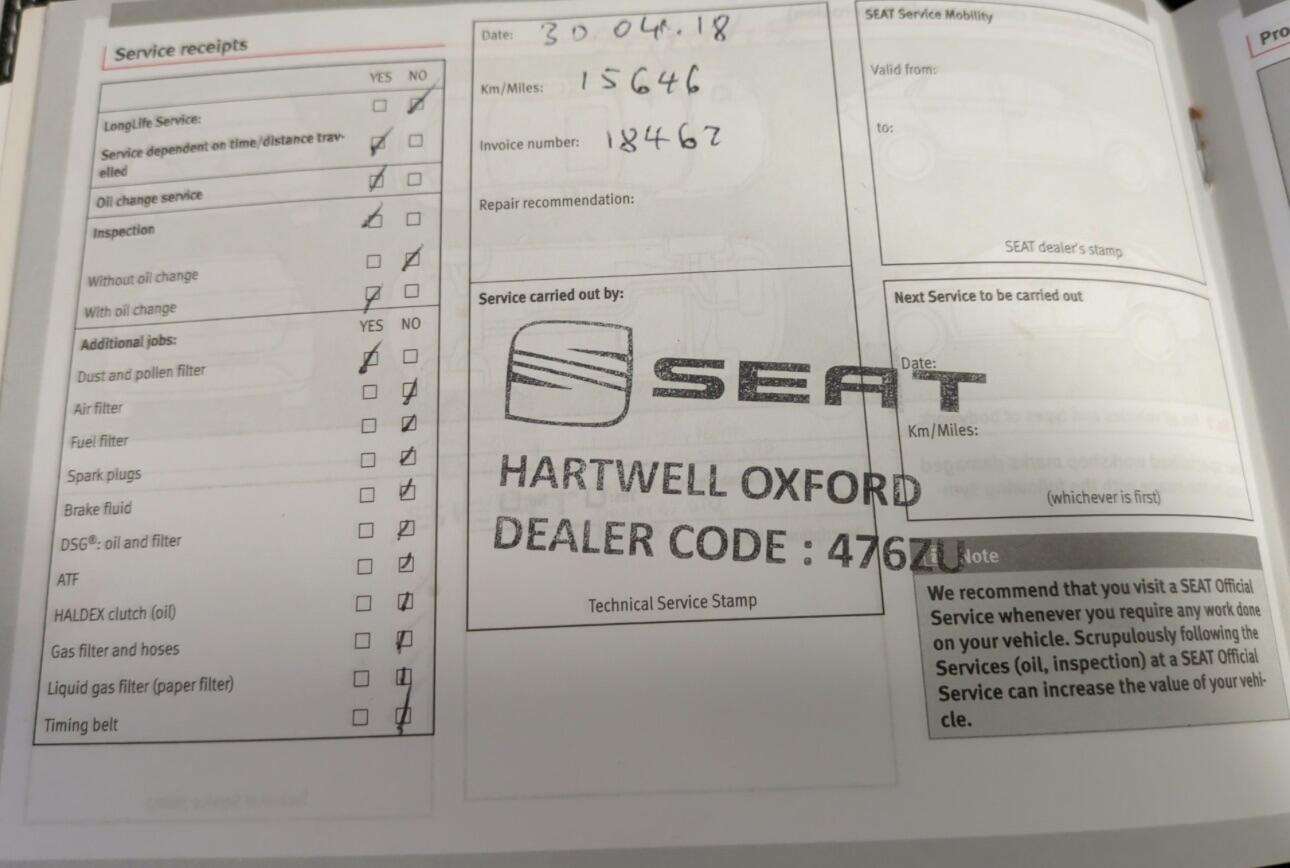 Service receipts
YES NO
LongLife Service:
Service dependent on time/distance trav-
elled
Oil change service
Inspection
Without oil change
With oil change
YES NO
Additional jobs:
Dust and pollen filter
Air filter
Fuel filter
Spark plugs
Brake fluid
DSG®: oil and filter
ATF
HALDEX clutch (oil)
Gas filter and hoses
Liquid gas filter (paper filter)
Timing belt
Date: 30.04.18
Km/Miles: 15646
Invoice number: 18462
Repair recommendation:
Service carried out by:
SEAT
HARTWELL OXFORD
DEALER CODE : 476ZU
Technical Service Stamp
SEAT Service Mobility
Valid from:
to:
SEAT dealer's stamp
Next Service to be carried out
Date:
Km/Miles:
(whichever is first)
Note
We recommend that you visit a SEAT Official
Service whenever you require any work done
on your vehicle. Scrupulously following the
Services (oil, inspection) at a SEAT Official
Service can increase the value of your vehi-
cle.
Pro